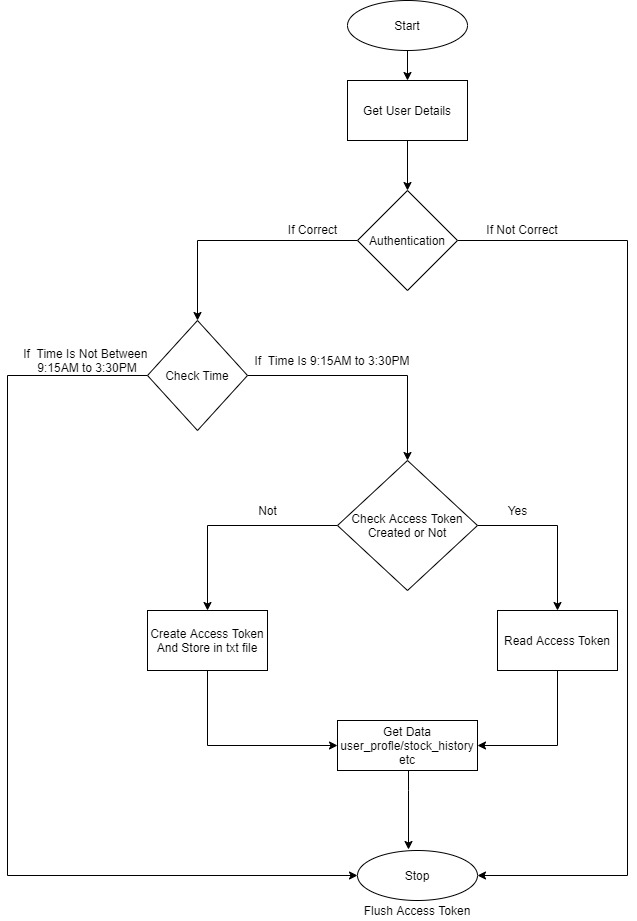 Start
Get User Details
If Correct
Authentication
If Not Correct
If Time Is Not Between
9:15AM to 3:30PM
Check Time
If Time Is 9:15AM to 3:30PM
Check Access Token
Created or Not
Not
Yes
Create Access Token
And Store in txt file
Read Access Token
Get Data
user_profle/stock_history
etc
Stop
Flush Access Token